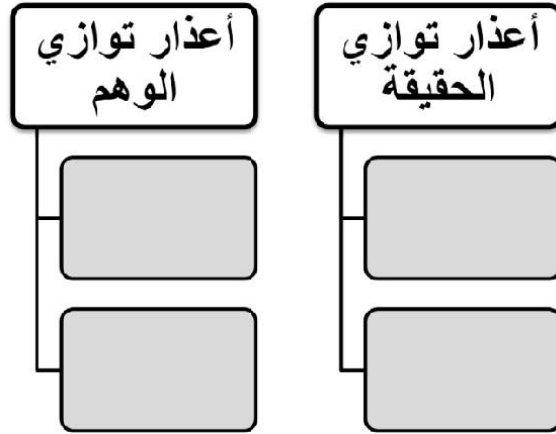 أعذار توازي
الحقيقة
أعذار توازي
الوهم